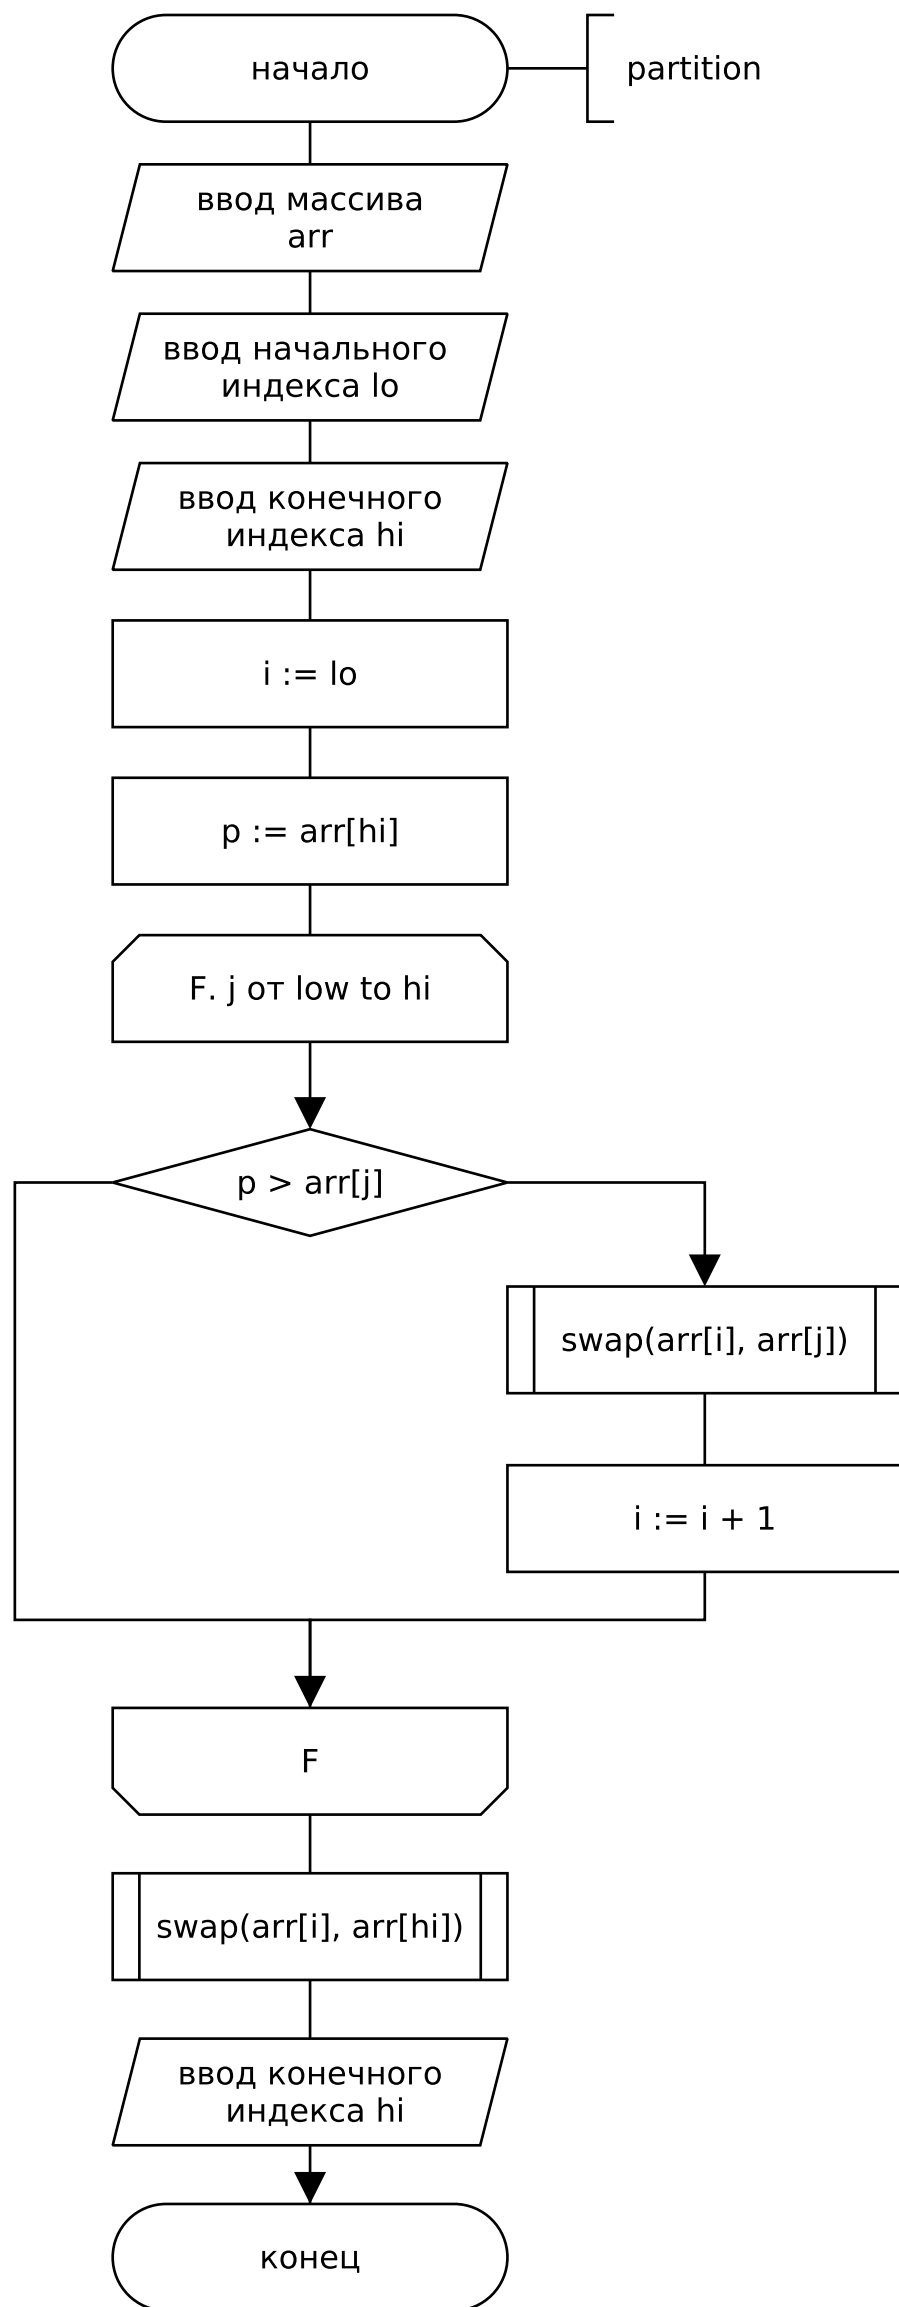 начало
partition
ввод массива
arr
ввод начального
индекса lo
ввод конечного
индекса hi
i := lo
p := arr[hi]
F. j от low to hi
p > arr[j]
swap(arr[i], arr[j])
i := i + 1
F
swap(arr[i], arr[hi])
ввод конечного
индекса hi
конец